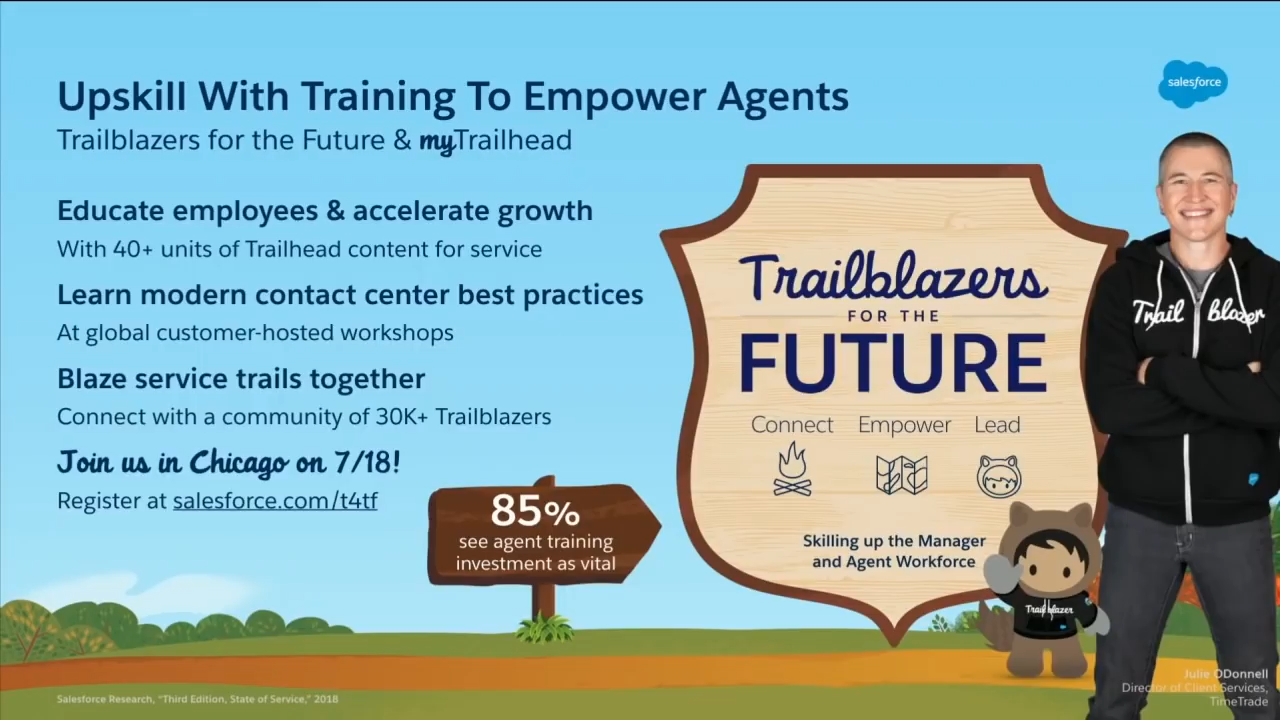 Upskill With Training To Empower Agents
Trailblazers for the Future & myTrailhead
salesforce
Educate employees & accelerate growth
With 40+ units of Trailhead content for service
Learn modern contact center best practices
At global customer-hosted workshops
Blaze service trails together
Connect with a community of 30K+ Trailblazers
Join us in Chicago on 7/18!
Register at salesforce.com/t4tf
85%
see agent training
investment as vital
Trailblazers
FOR THE
FUTURE
Connect Empower Lead
Skilling up the Manager
and Agent Workforce
Trail blazer
Trail blazer
Julie ODonnell
Director of Client Services,
TimeTrade
Salesforce Research, "Third Edition, State of Service," 2018